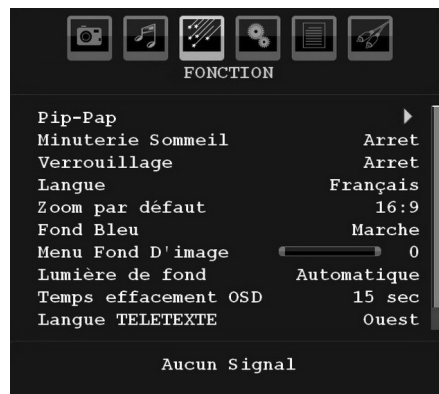 FONCTION
Pip-Pap
Minuterie Sommeil Arret
Verrouillage Arret
Langue Français
Zoom par défaut 16:9
Fond Bleu Marche
Menu Fond D'image 0
Lumière de fond Automatique
Temps effacement OSD 15 sec
Langue TELETEXTE Ouest
Aucun Signal